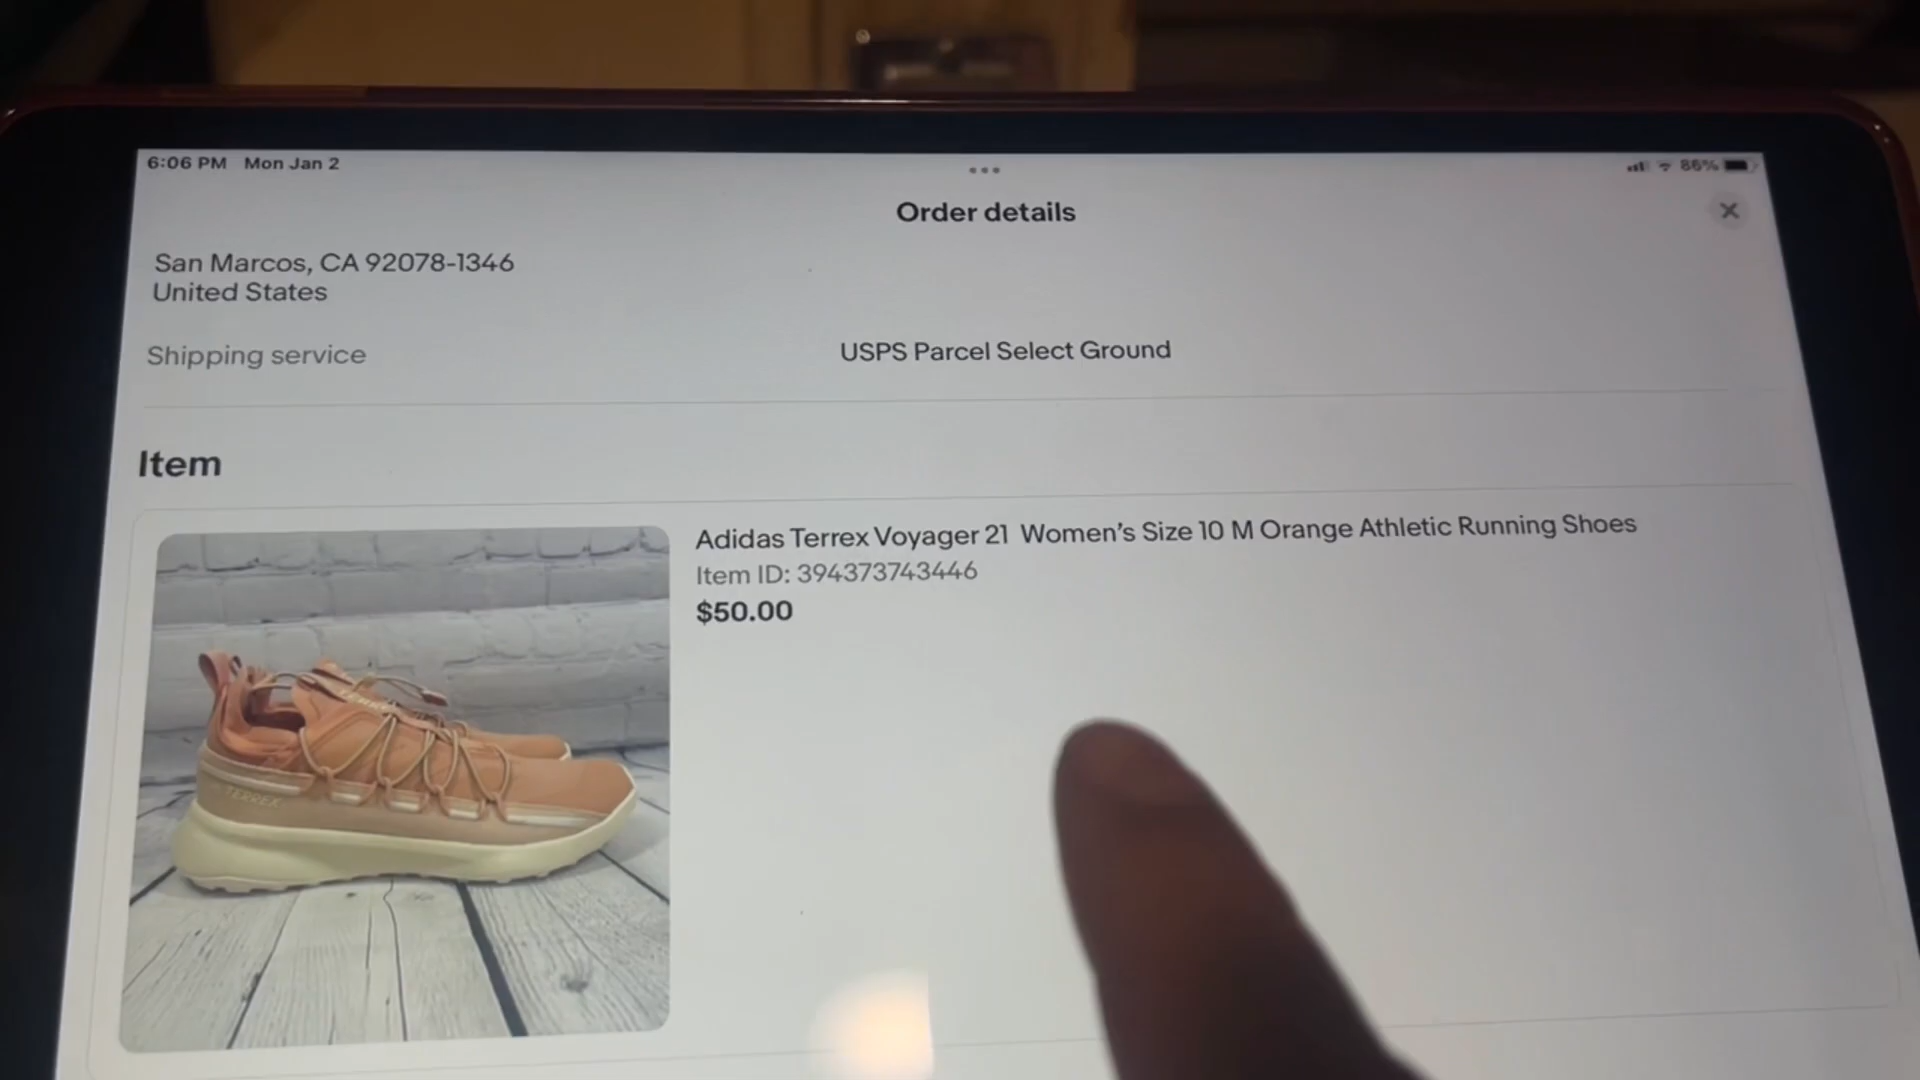 6:06 PM Mon Jan 2
86%
Order details
San Marcos, CA 92078-1346
United States
Shipping service
USPS Parcel Select Ground
Item
Adidas Terrex Voyager 21 Women's Size 10 M Orange Athletic Running Shoes
Item ID: 394373743446
$50.00
TERREX
TERREX